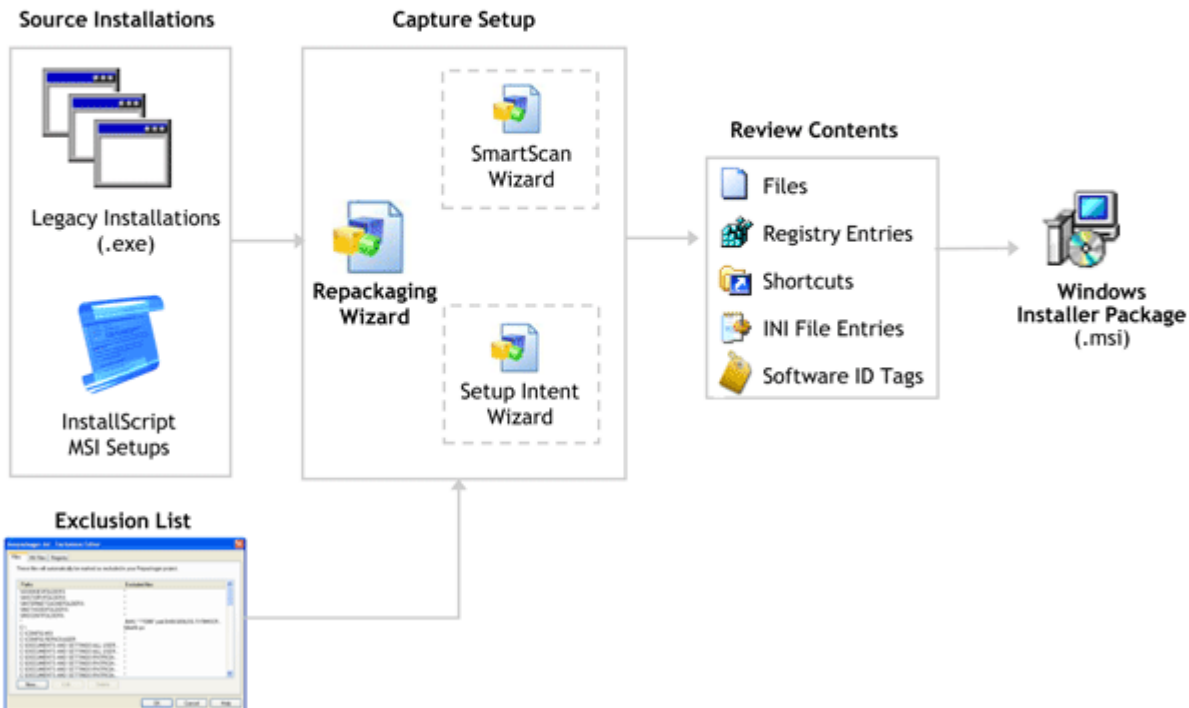 Source Installations
Legacy Installations
(.exe)
InstallScript
MSI Setups
Capture Setup
Repackaging
Wizard
SmartScan
Wizard
Setup Intent
Wizard
Review Contents
Files
Registry Entries
Shortcuts
INI File Entries
Software ID Tags
Windows
Installer Package
(.msi)
Exclusion List